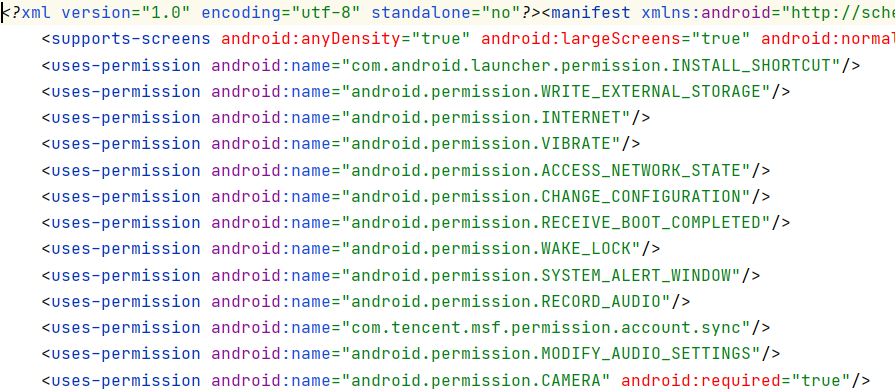 <?xml version="1.0" encoding="utf-8" standalone="no"?><manifest xmlns:android="http://sche
<supports-screens android:anyDensity="true" android:largeScreens="true" android:normal
<uses-permission android:name="com.android.launcher.permission.INSTALL_SHORTCUT"/>
<uses-permission android:name="android.permission.WRITE_EXTERNAL_STORAGE"/>
<uses-permission android:name="android.permission.INTERNET"/>
<uses-permission android:name="android.permission.VIBRATE"/>
<uses-permission android:name="android.permission.ACCESS_NETWORK_STATE"/>
<uses-permission android:name="android.permission.CHANGE_CONFIGURATION"/>
<uses-permission android:name="android.permission.RECEIVE_BOOT_COMPLETED"/>
<uses-permission android:name="android.permission.WAKE_LOCK"/>
<uses-permission android:name="android.permission.SYSTEM_ALERT_WINDOW"/>
<uses-permission android:name="android.permission.RECORD_AUDIO"/>
<uses-permission android:name="com.tencent.msf.permission.account.sync"/>
<uses-permission android:name="android.permission.MODIFY_AUDIO_SETTINGS"/>
<uses-permission android:name="android.permission.CAMERA" android:required="true"/>